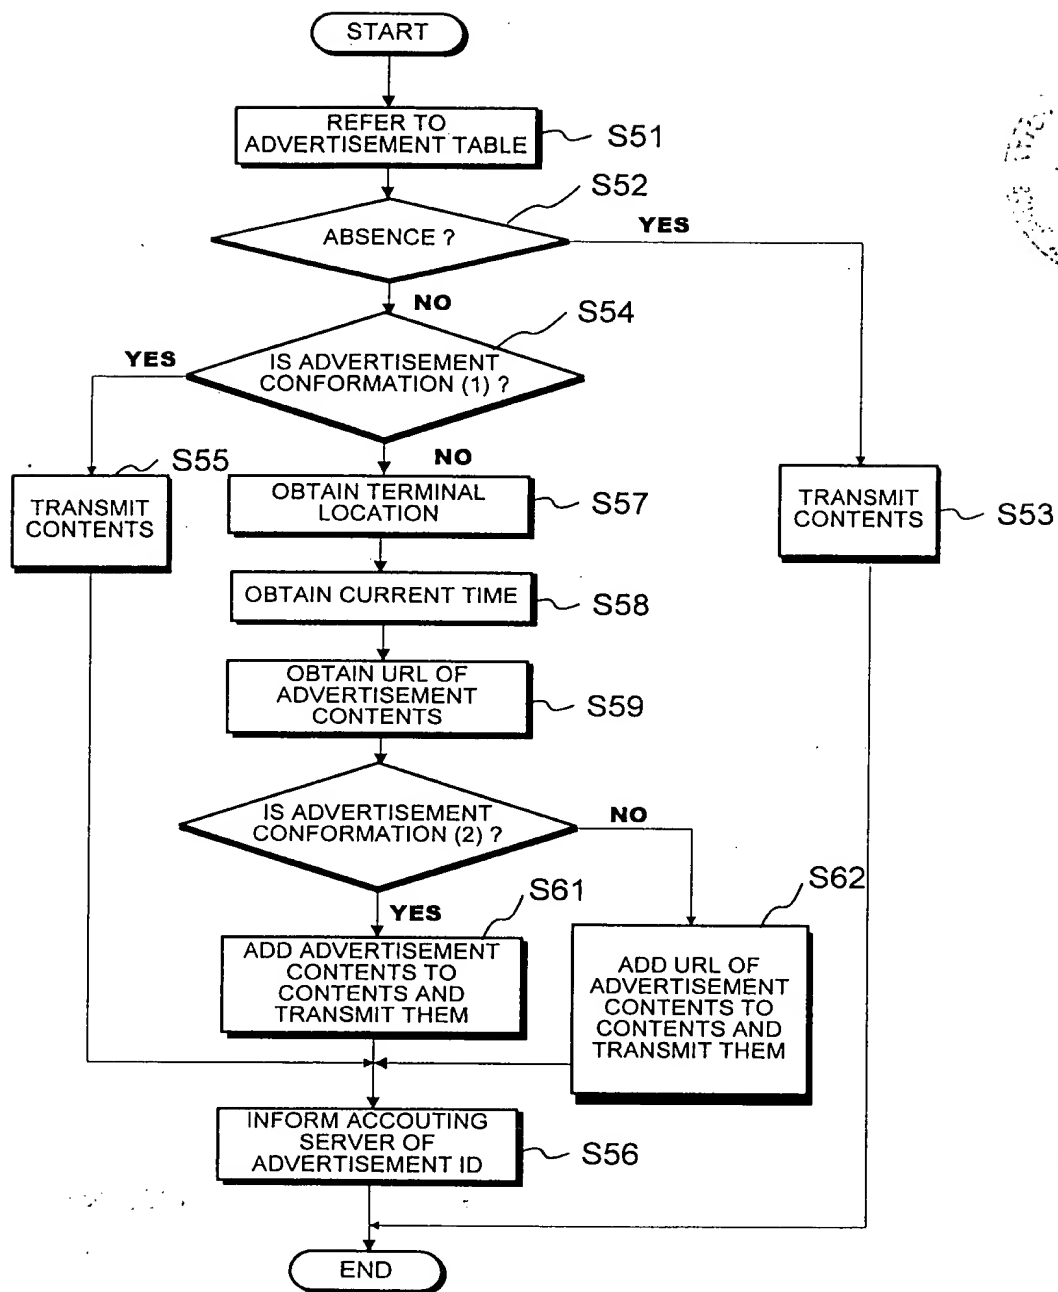 START
REFER TO
ADVERTISEMENT TABLE
S51
S52
ABSENCE ?
YES
NO
S54
YES
IS ADVERTISEMENT
CONFORMATION (1) ?
NO
S55
TRANSMIT
CONTENTS
OBTAIN TERMINAL
LOCATION
S57
TRANSMIT
CONTENTS
S53
OBTAIN CURRENT TIME
S58
OBTAIN URL OF
ADVERTISEMENT
CONTENTS
S59
IS ADVERTISEMENT
CONFORMATION (2) ?
NO
YES
S61
S62
ADD ADVERTISEMENT
CONTENTS TO
CONTENTS AND
TRANSMIT THEM
ADD URL OF
ADVERTISEMENT
CONTENTS TO
CONTENTS AND
TRANSMIT THEM
INFORM ACCOUTING
SERVER OF
ADVERTISEMENT ID
S56
END